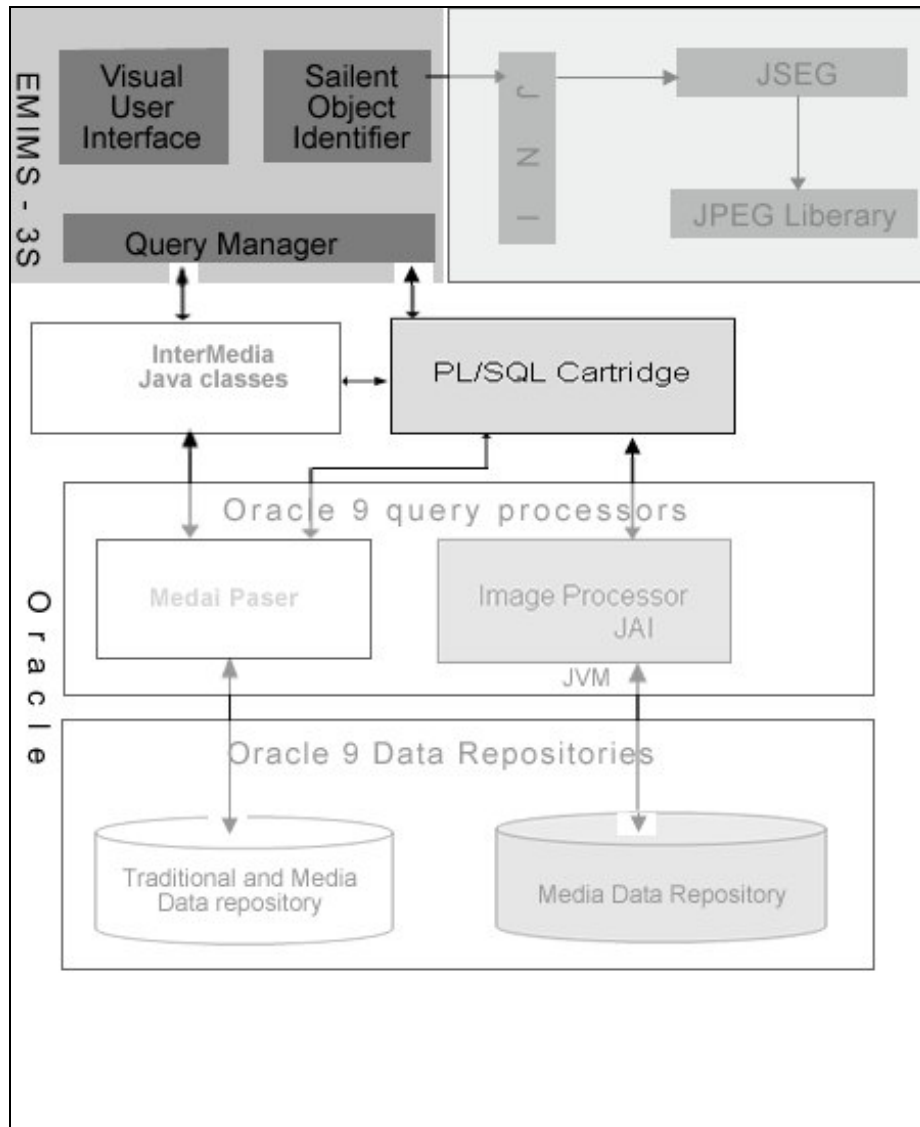 EMIMS - 3S
Visual
User
Interface
Sailent
Object
Identifier
Query Manager
J N I
JSEG
JPEG Liberary
InterMedia
Java classes
PL/SQL Cartridge
Oracle
Oracle 9 query processors
Medai Paser
Image Processor
JAI
JVM
Oracle 9 Data Repositories
Traditional and Media
Data repository
Media Data Repository